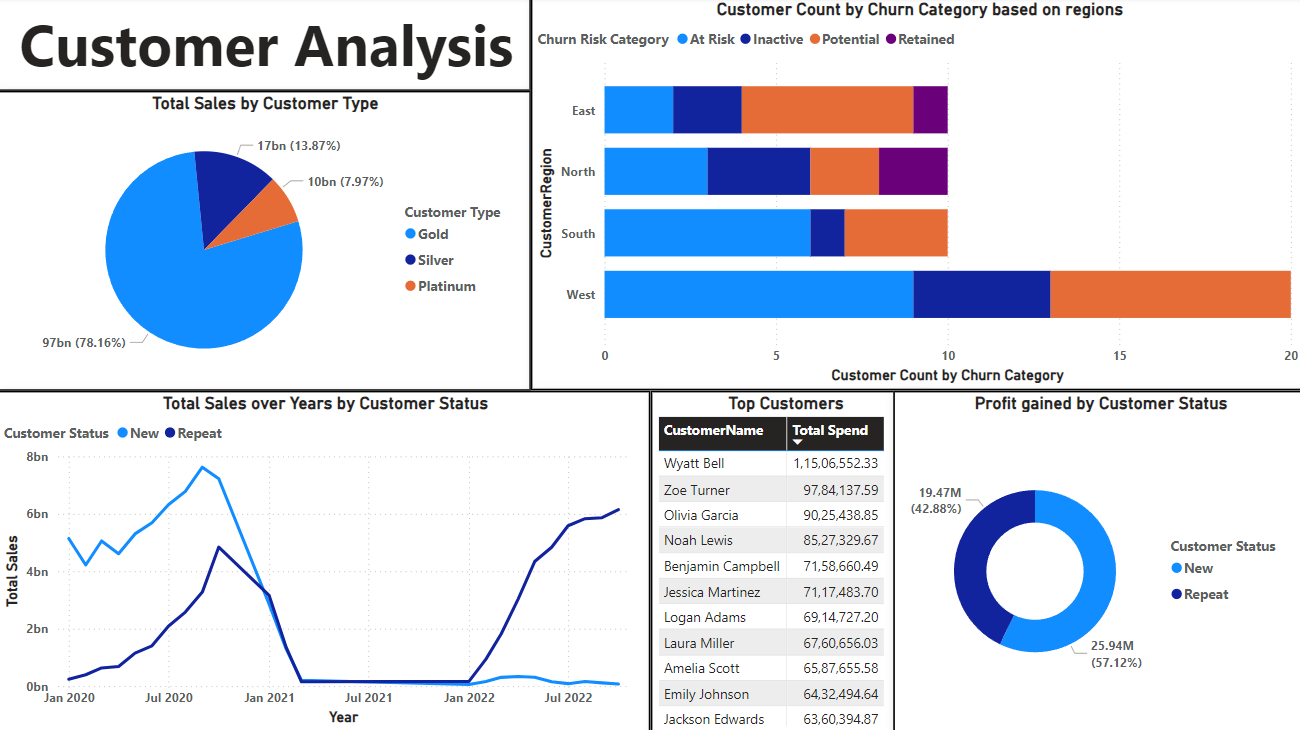 Customer Analysis
Total Sales by Customer Type
17bn (13.87%)
10bn (7.97%)
97bn (78.16%)
Customer Type
Gold
Silver
Platinum
Customer Count by Churn Category based on regions
Churn Risk Category At Risk Inactive Potential Retained
CustomerRegion
East
North
South
West
0 5 10 15 20
Customer Count by Churn Category
Total Sales over Years by Customer Status
Customer Status New Repeat
Total Sales
8bn
6bn
4bn
2bn
0bn
Jan 2020 Jul 2020 Jan 2021 Jul 2021 Jan 2022 Jul 2022
Year
Top Customers
CustomerName Total Spend
Wyatt Bell 1,15,06,552.33
Zoe Turner 97,84,137.59
Olivia Garcia 90,25,438.85
Noah Lewis 85,27,329.67
Benjamin Campbell 71,58,660.49
Jessica Martinez 71,17,483.70
Logan Adams 69,14,727.20
Laura Miller 67,60,656.03
Amelia Scott 65,87,655.58
Emily Johnson 64,32,494.64
Jackson Edwards 63,60,394.87
Profit gained by Customer Status
19.47M
(42.88%)
25.94M
(57.12%)
Customer Status
New
Repeat